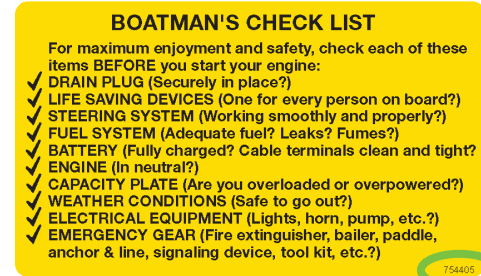 BOATMAN'S CHECK LIST
For maximum enjoyment and safety, check each of these
items BEFORE you start your engine:
DRAIN PLUG (Securely in place?)
LIFE SAVING DEVICES (One for every person on board?)
STEERING SYSTEM (Working smoothly and properly?)
FUEL SYSTEM (Adequate fuel? Leaks? Fumes?)
BATTERY (Fully charged? Cable terminals clean and tight?
ENGINE (In neutral?)
CAPACITY PLATE (Are you overloaded or overpowered?)
WEATHER CONDITIONS (Safe to go out?)
ELECTRICAL EQUIPMENT (Lights, horn, pump, etc.?)
EMERGENCY GEAR (Fire extinguisher, bailer, paddle,
anchor & line, signaling device, tool kit, etc.?)
754405